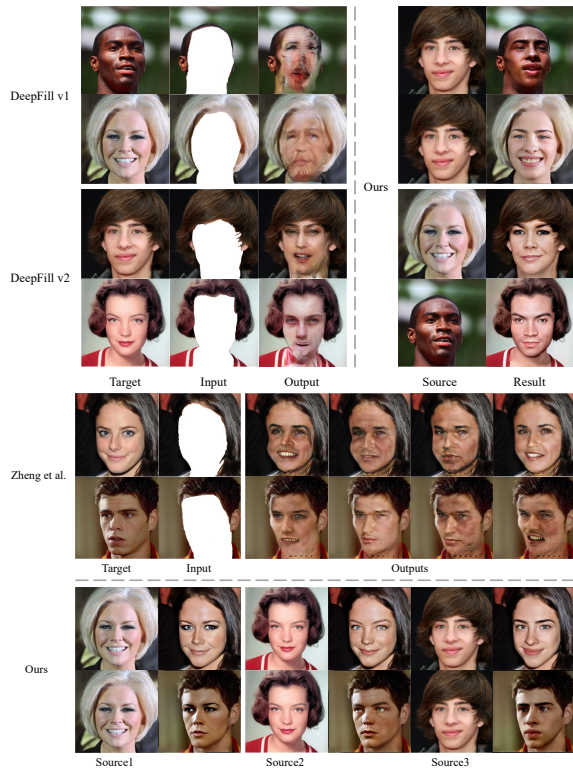 DeepFill v1
DeepFill v2
Ours
Target Input Output Source Result
Zheng et al.
Target Input Outputs
Ours
Source1 Source2 Source3